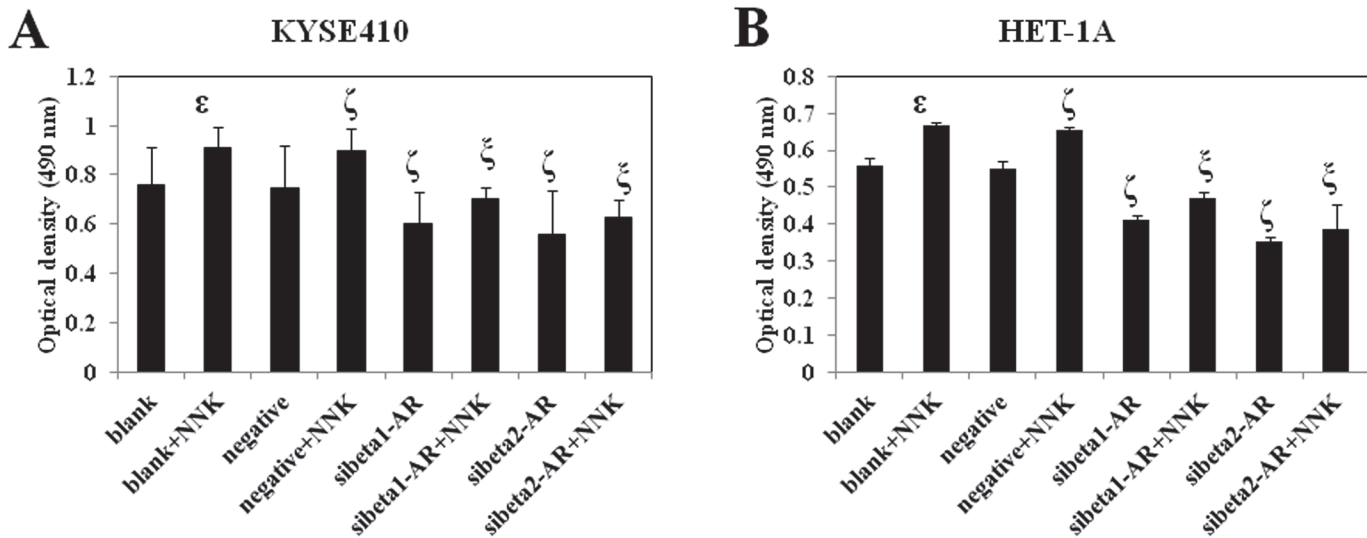 A
KYSE410
Optical density (490 nm)
1.2
1
0.8
0.6
0.4
0.2
0
ε
ζ
ζ
ξ
ζ
ξ
blank
blank+NNK
negative
negative+NNK
sibeta1-AR
sibeta1-AR+NNK
sibeta2-AR
sibeta2-AR+NNK
B
HET-1A
Optical density (490 nm)
0.8
0.7
0.6
0.5
0.4
0.3
0.2
0.1
0
ε
ζ
ζ
ξ
ζ
ξ
blank
blank+NNK
negative
negative+NNK
sibeta1-AR
sibeta1-AR+NNK
sibeta2-AR
sibeta2-AR+NNK